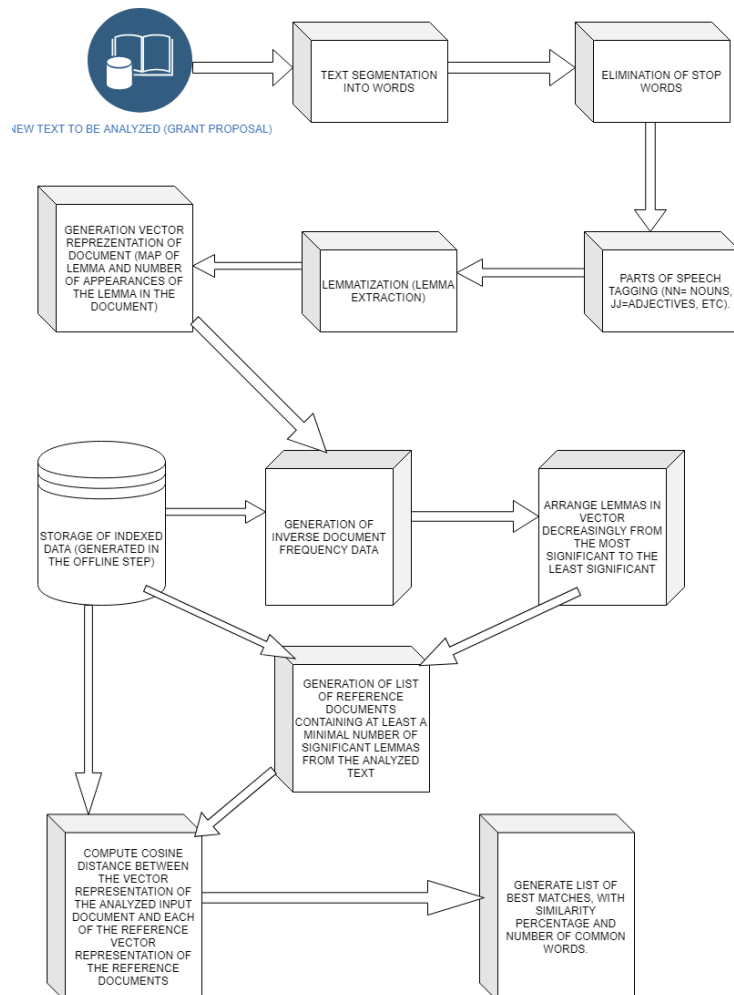 TEXT SEGMENTATION
INTO WORDS
ELIMINATION OF STOP
WORDS
NEW TEXT TO BE ANALYZED (GRANT PROPOSAL)
GENERATION VECTOR
REPREZENTATION OF
DOCUMENT (MAP OF
LEMMA AND NUMBER
OF APPEARANCES OF
THE LEMMA IN THE
DOCUMENT)
LEMMATIZATION (LEMMA
EXTRACTION)
PARTS OF SPEECH
TAGGING (NN= NOUNS,
JJ=ADJECTIVES, ETC).
STORAGE OF INDEXED
DATA (GENERATED IN
THE OFFLINE STEP)
GENERATION OF
INVERSE DOCUMENT
FREQUENCY DATA
ARRANGE LEMMAS IN
VECTOR
DECREASINGLY FROM
THE MOST
SIGNIFICANT TO THE
LEAST SIGNIFICANT
GENERATION OF LIST
OF REFERENCE
DOCUMENTS
CONTAINING AT LEAST A
MINIMAL NUMBER OF
SIGNIFICANT LEMMAS
FROM THE ANALYZED
TEXT
COMPUTE COSINE
DISTANCE BETWEEN
THE VECTOR
REPRESENTATION OF
THE ANALYZED INPUT
DOCUMENT AND EACH
OF THE REFERENCE
VECTOR
REPRESENTATION OF
THE REFERENCE
DOCUMENTS
GENERATE LIST OF
BEST MATCHES, WITH
SIMILARITY
PERCENTAGE AND
NUMBER OF COMMON
WORDS.